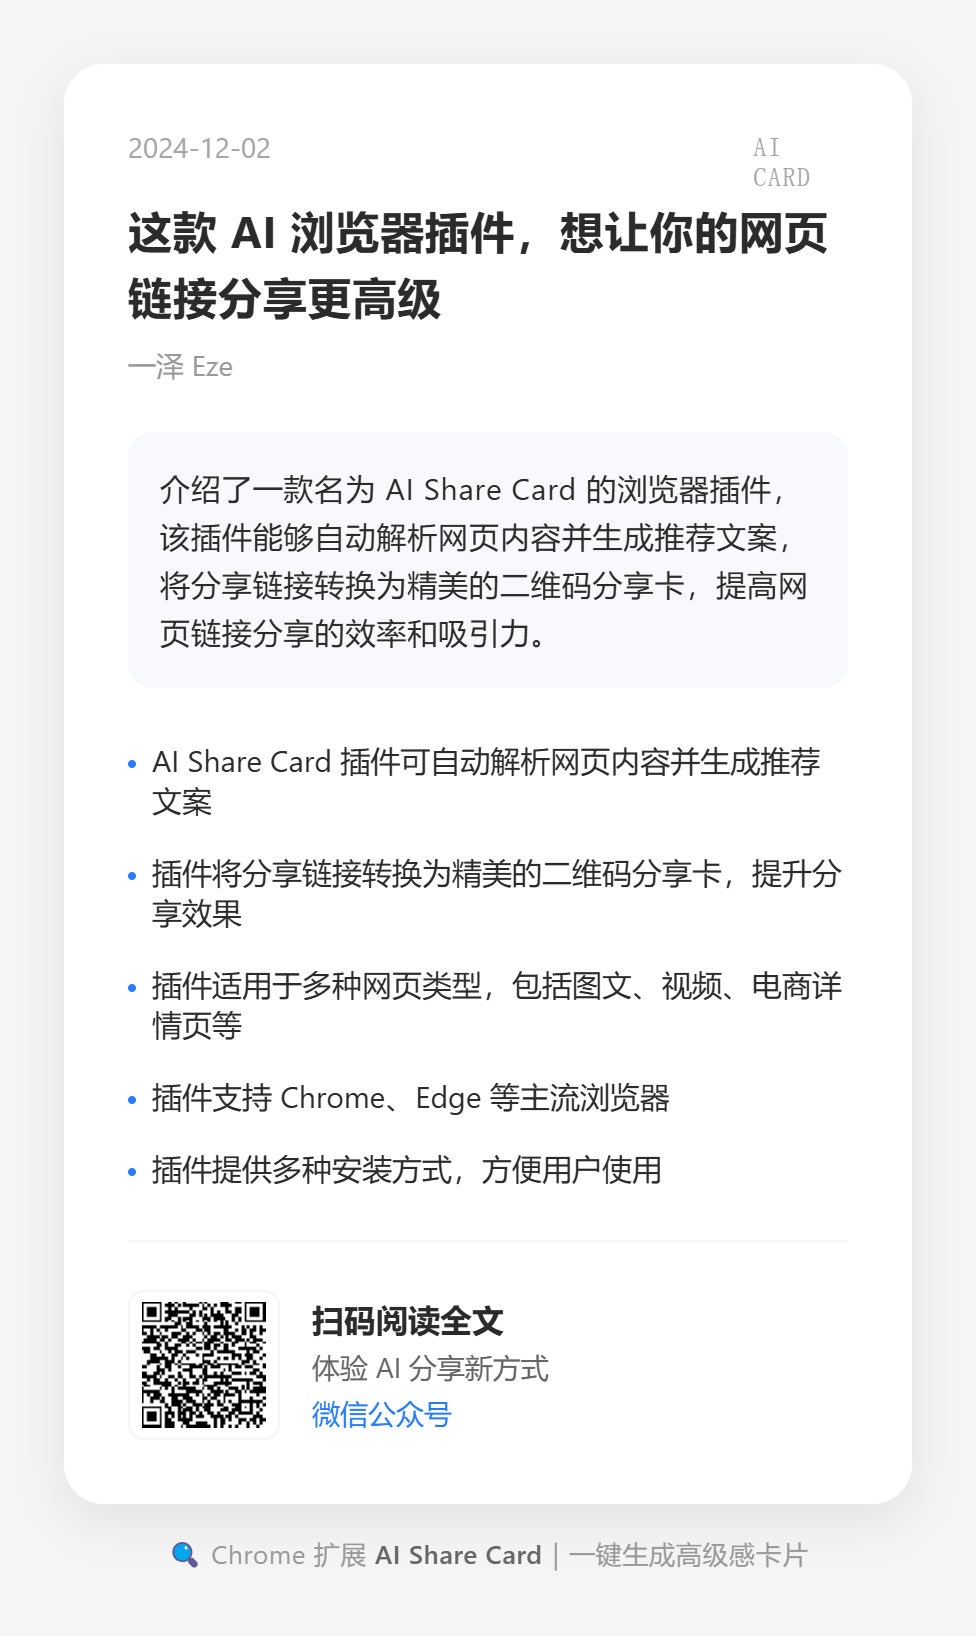 2024-12-02
AI
CARD
这款 AI 浏览器插件，想让你的网页
链接分享更高级
一泽 Eze
介绍了一款名为 AI Share Card 的浏览器插件，
该插件能够自动解析网页内容并生成推荐文案，
将分享链接转换为精美的二维码分享卡，提高网
页链接分享的效率和吸引力。
• AI Share Card 插件可自动解析网页内容并生成推荐
文案
• 插件将分享链接转换为精美的二维码分享卡，提升分
享效果
• 插件适用于多种网页类型，包括图文、视频、电商详
情页等
• 插件支持 Chrome、Edge 等主流浏览器
• 插件提供多种安装方式，方便用户使用
扫码阅读全文
体验 AI 分享新方式
微信公众号
Chrome 扩展 AI Share Card｜一键生成高级感卡片